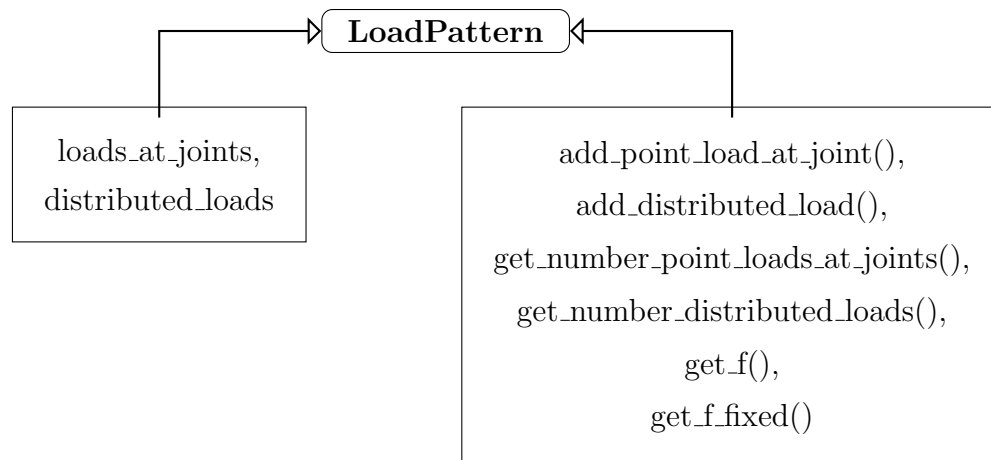 LoadPattern
loads_at_joints,
distributed_loads
add_point_load_at_joint(),
add_distributed_load(),
get_number_point_loads_at_joints(),
get_number_distributed_loads(),
get_f(),
get_f_fixed()